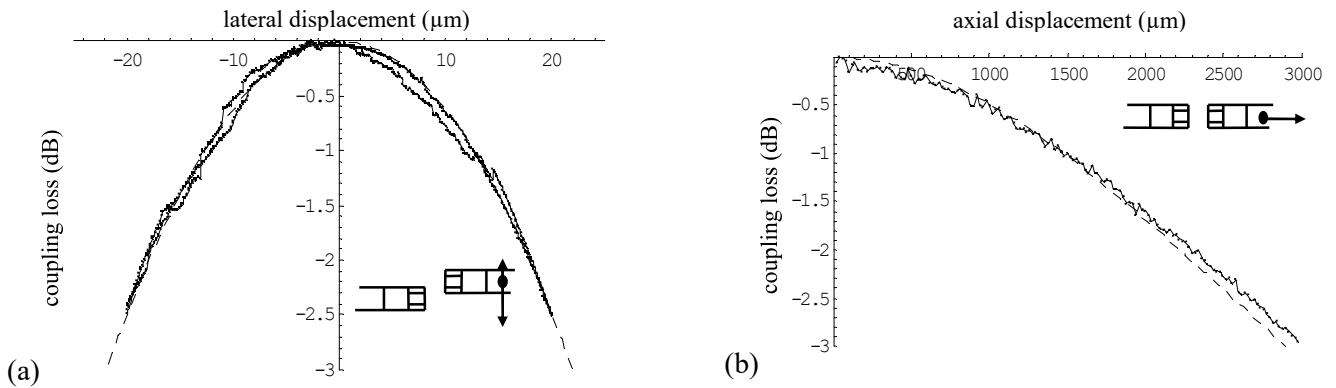 lateral displacement (µm)
-20 -10 10 20
-0.5
-1
-1.5
-2
-2.5
-3
coupling loss (dB)
(a)
axial displacement (µm)
500 1000 1500 2000 2500 3000
-0.5
-1
-1.5
-2
-2.5
-3
coupling loss (dB)
(b)